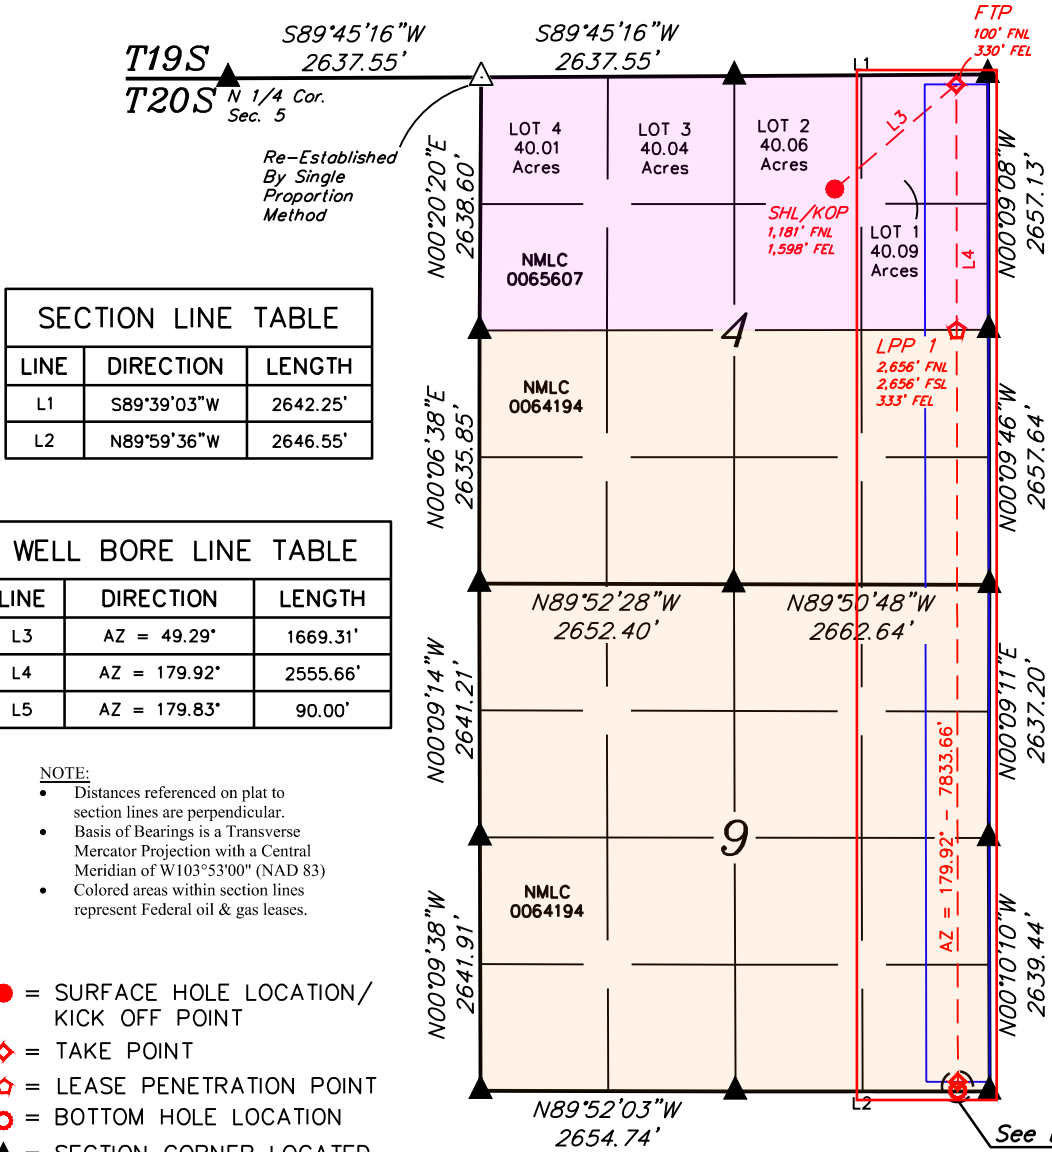 S89°45'16"W
2637.55'
S89°45'16"W
2637.55'
FTP
100' FNL
330' FEL
T19S
T20S
N 1/4 Cor.
Sec. 5
L1
Re-Established
By Single
Proportion
Method
N00°20'20"E
2638.60'
LOT 4
40.01
Acres
LOT 3
40.04
Acres
LOT 2
40.06
Acres
L3
SHL/KOP
1,181' FNL
1,598' FEL
LOT 1
40.09
Arces
L4
N00°09'08"W
2657.13'
NMLC
0065607
4
SECTION LINE TABLE
LINE DIRECTION LENGTH
L1 S89°39'03"W 2642.25'
L2 N89°59'36"W 2646.55'
LPP 1
2,656' FNL
2,656' FSL
333' FEL
NMLC
0064194
N00°06'38"E
2635.85'
N00°09'46"W
2657.64'
WELL BORE LINE TABLE
LINE DIRECTION LENGTH
L3 AZ = 49.29° 1669.31'
L4 AZ = 179.92° 2555.66'
L5 AZ = 179.83° 90.00'
N89°52'28"W
2652.40'
N89°50'48"W
2662.64'
N00°09'14"W
2641.21'
N00°09'11"E
2637.20'
AZ = 179.92° - 7833.66'
9
NOTE:
• Distances referenced on plat to
section lines are perpendicular.
• Basis of Bearings is a Transverse
Mercator Projection with a Central
Meridian of W103°53'00" (NAD 83)
• Colored areas within section lines
represent Federal oil & gas leases.
NMLC
0064194
N00°09'38"W
2641.91'
N00°10'10"W
2639.44'
= SURFACE HOLE LOCATION/
KICK OFF POINT
= TAKE POINT
= LEASE PENETRATION POINT
= BOTTOM HOLE LOCATION
= SECTION CORNER LOCATED
N89°52'03"W
2654.74'
L2
See